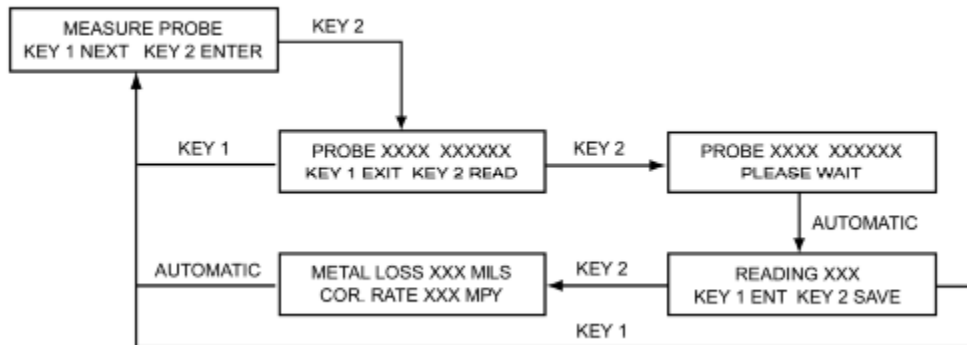 MEASURE PROBE
KEY 1 NEXT KEY 2 ENTER
KEY 2
KEY 1
PROBE XXXX XXXXXX
KEY 1 EXIT KEY 2 READ
KEY 2
PROBE XXXX XXXXXX
PLEASE WAIT
AUTOMATIC
AUTOMATIC
METAL LOSS XXX MILS
COR. RATE XXX MPY
KEY 2
READING XXX
KEY 1 ENT KEY 2 SAVE
KEY 1